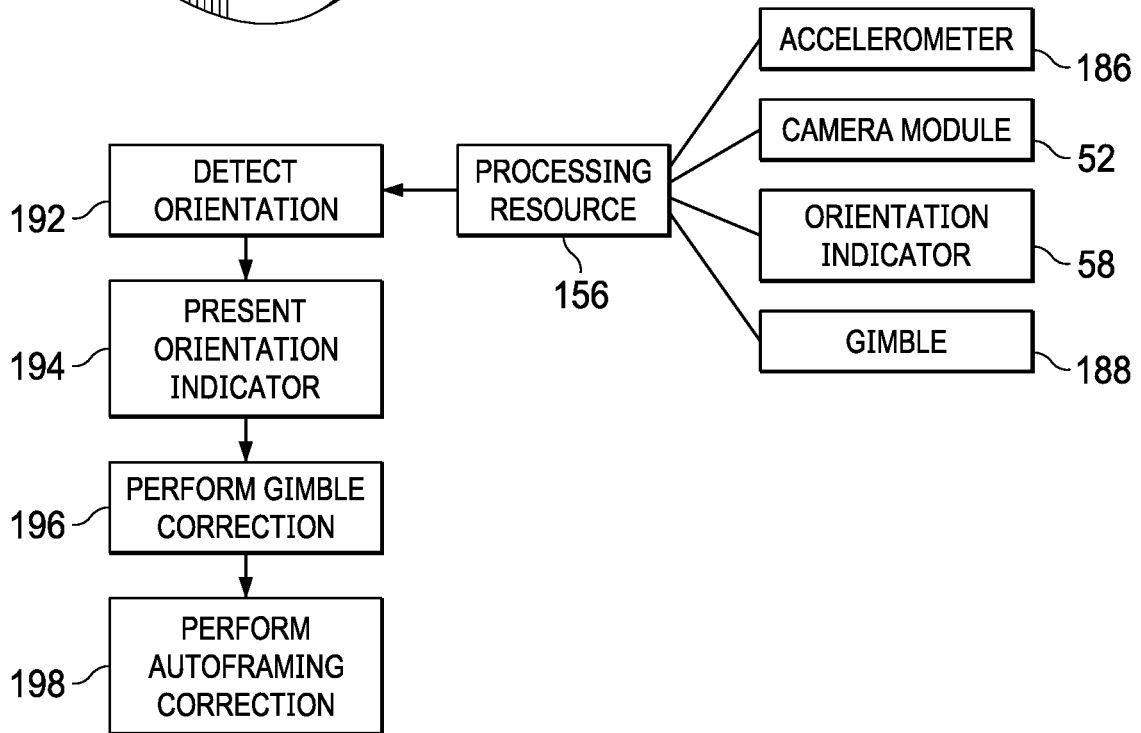 ACCELEROMETER
186
CAMERA MODULE
52
ORIENTATION
INDICATOR
58
GIMBLE
188
PROCESSING
RESOURCE
156
DETECT
ORIENTATION
192
PRESENT
ORIENTATION
INDICATOR
194
PERFORM GIMBLE
CORRECTION
196
PERFORM
AUTOFRAMING
CORRECTION
198